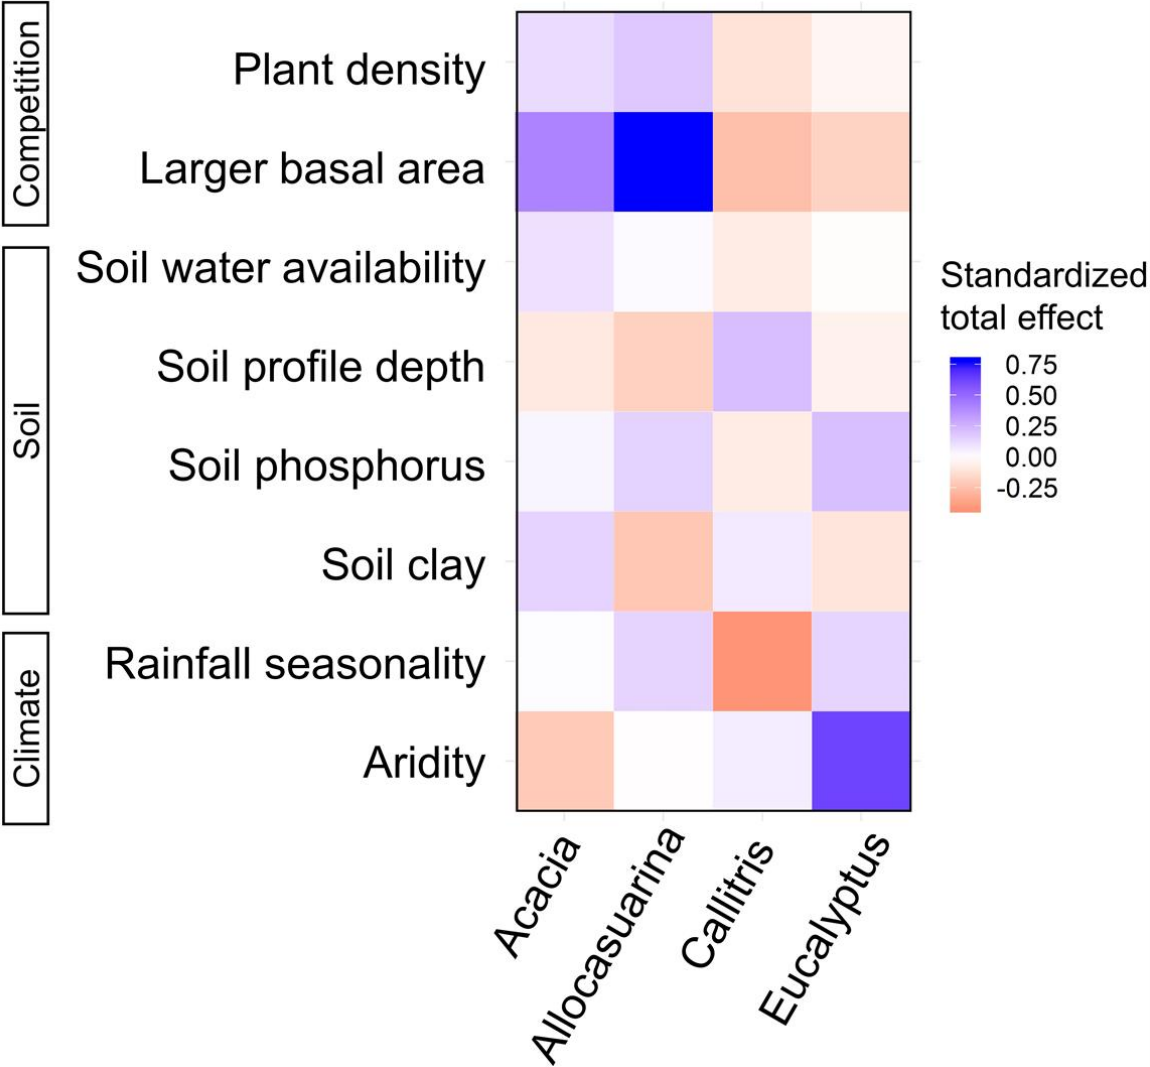 Competition
Plant density
Larger basal area
Soil
Soil water availability
Soil profile depth
Soil phosphorus
Soil clay
Climate
Rainfall seasonality
Aridity
Acacia
Allocasuarina
Callitris
Eucalyptus
Standardized
total effect
0.75
0.50
0.25
0.00
-0.25